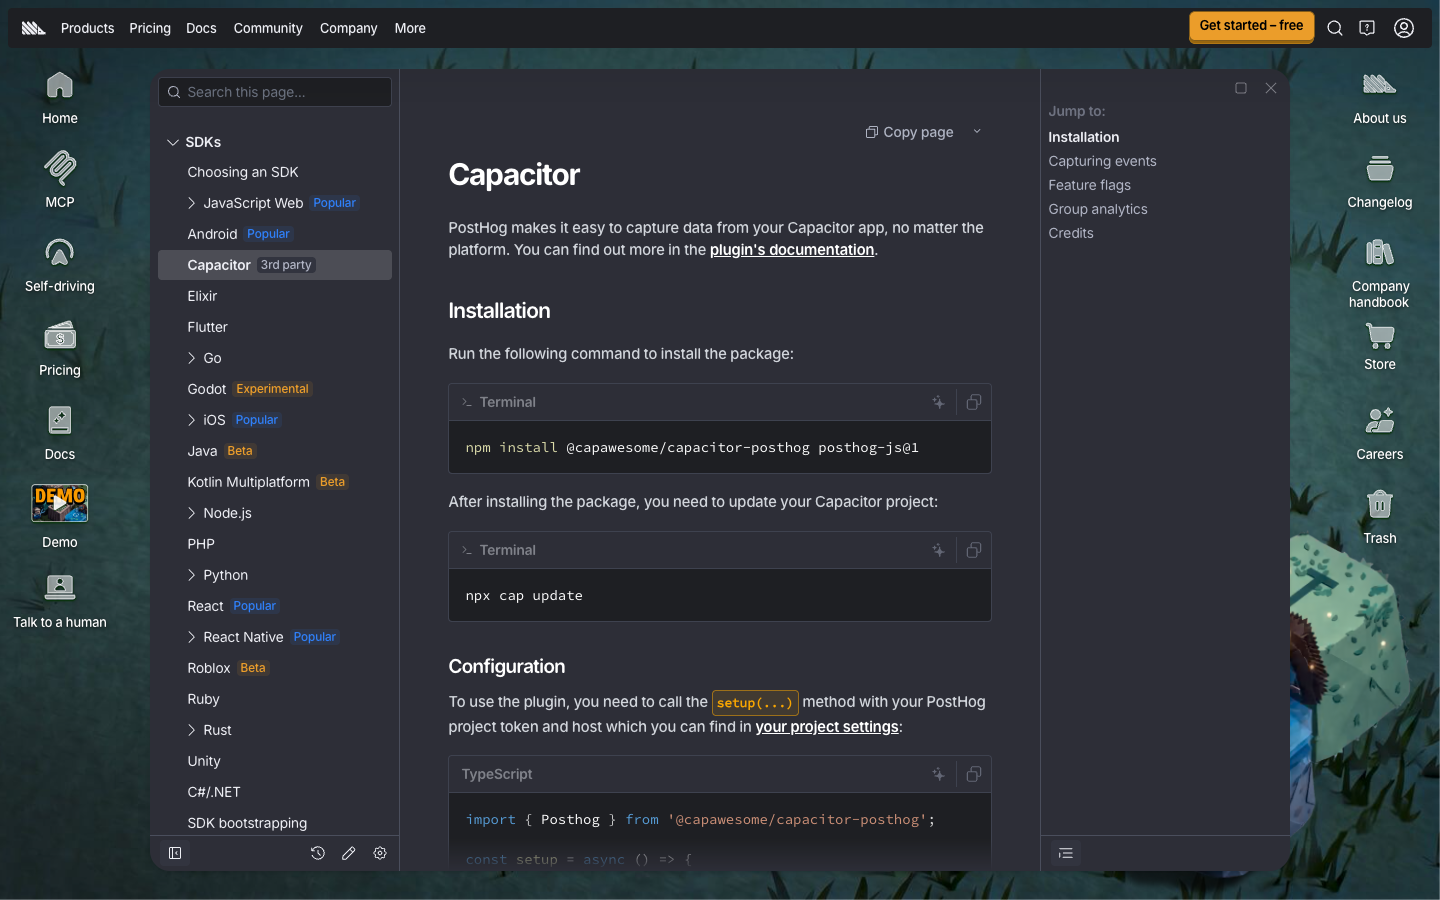 Products Pricing Docs Community Company More
Get started – free
Home
MCP
Self-driving
Pricing
Docs
DEMO
Demo
Talk to a human
Search this page...
SDKs
Choosing an SDK
JavaScript Web Popular
Android Popular
Capacitor 3rd party
Elixir
Flutter
Go
Godot Experimental
iOS Popular
Java Beta
Kotlin Multiplatform Beta
Node.js
PHP
Python
React Popular
React Native Popular
Roblox Beta
Ruby
Rust
Unity
C#/.NET
SDK bootstrapping
Copy page
Capacitor
PostHog makes it easy to capture data from your Capacitor app, no matter the
platform. You can find out more in the plugin's documentation.
Installation
Run the following command to install the package:
Terminal
npm install @capawesome/capacitor-posthog posthog-js@1
After installing the package, you need to update your Capacitor project:
Terminal
npx cap update
Configuration
To use the plugin, you need to call the setup(...) method with your PostHog
project token and host which you can find in your project settings:
TypeScript
import { Posthog } from '@capawesome/capacitor-posthog';
const setup = async () => {
Jump to:
Installation
Capturing events
Feature flags
Group analytics
Credits
About us
Changelog
Company
handbook
Store
Careers
Trash